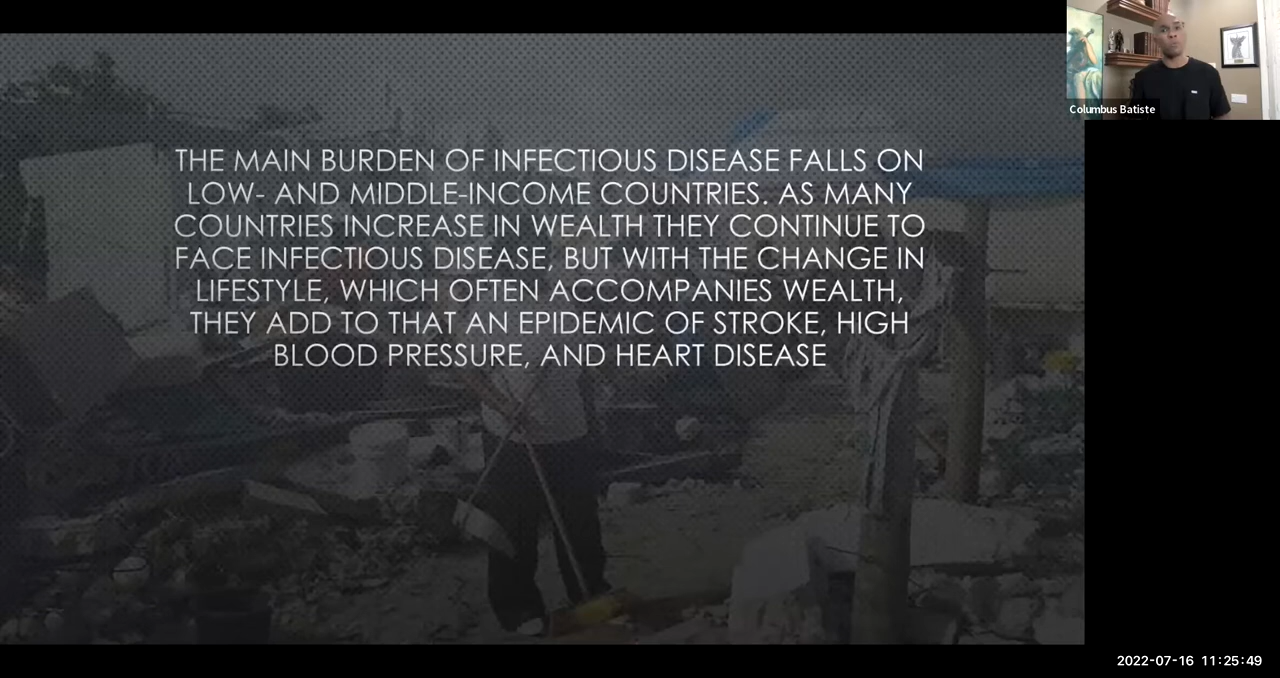 THE MAIN BURDEN OF INFECTIOUS DISEASE FALLS ON
LOW- AND MIDDLE-INCOME COUNTRIES. AS MANY
COUNTRIES INCREASE IN WEALTH THEY CONTINUE TO
FACE INFECTIOUS DISEASE, BUT WITH THE CHANGE IN
LIFESTYLE, WHICH OFTEN ACCOMPANIES WEALTH,
THEY ADD TO THAT AN EPIDEMIC OF STROKE, HIGH
BLOOD PRESSURE, AND HEART DISEASE
Columbus Batiste
2022-07-16 11:25:49